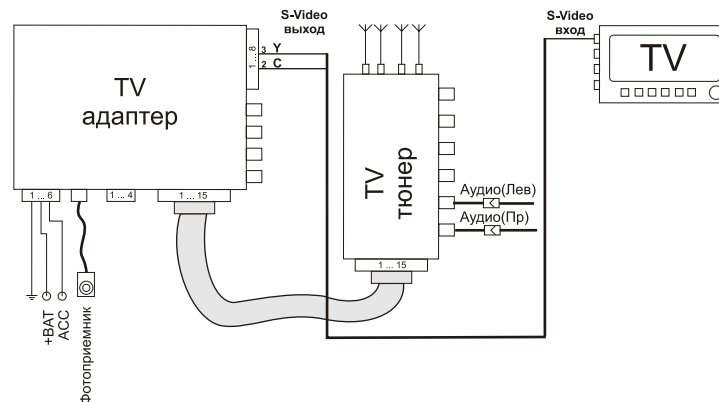 S-Video
выход
S-Video
вход
1 ... 8
3 Y
2 C
TV
адаптер
TV
тюнер
TV
Аудио(Лев)
Аудио(Пр)
1 ... 6
1 ... 4
1 ... 15
1 ... 15
+BAT
ACC
Фотоприемник